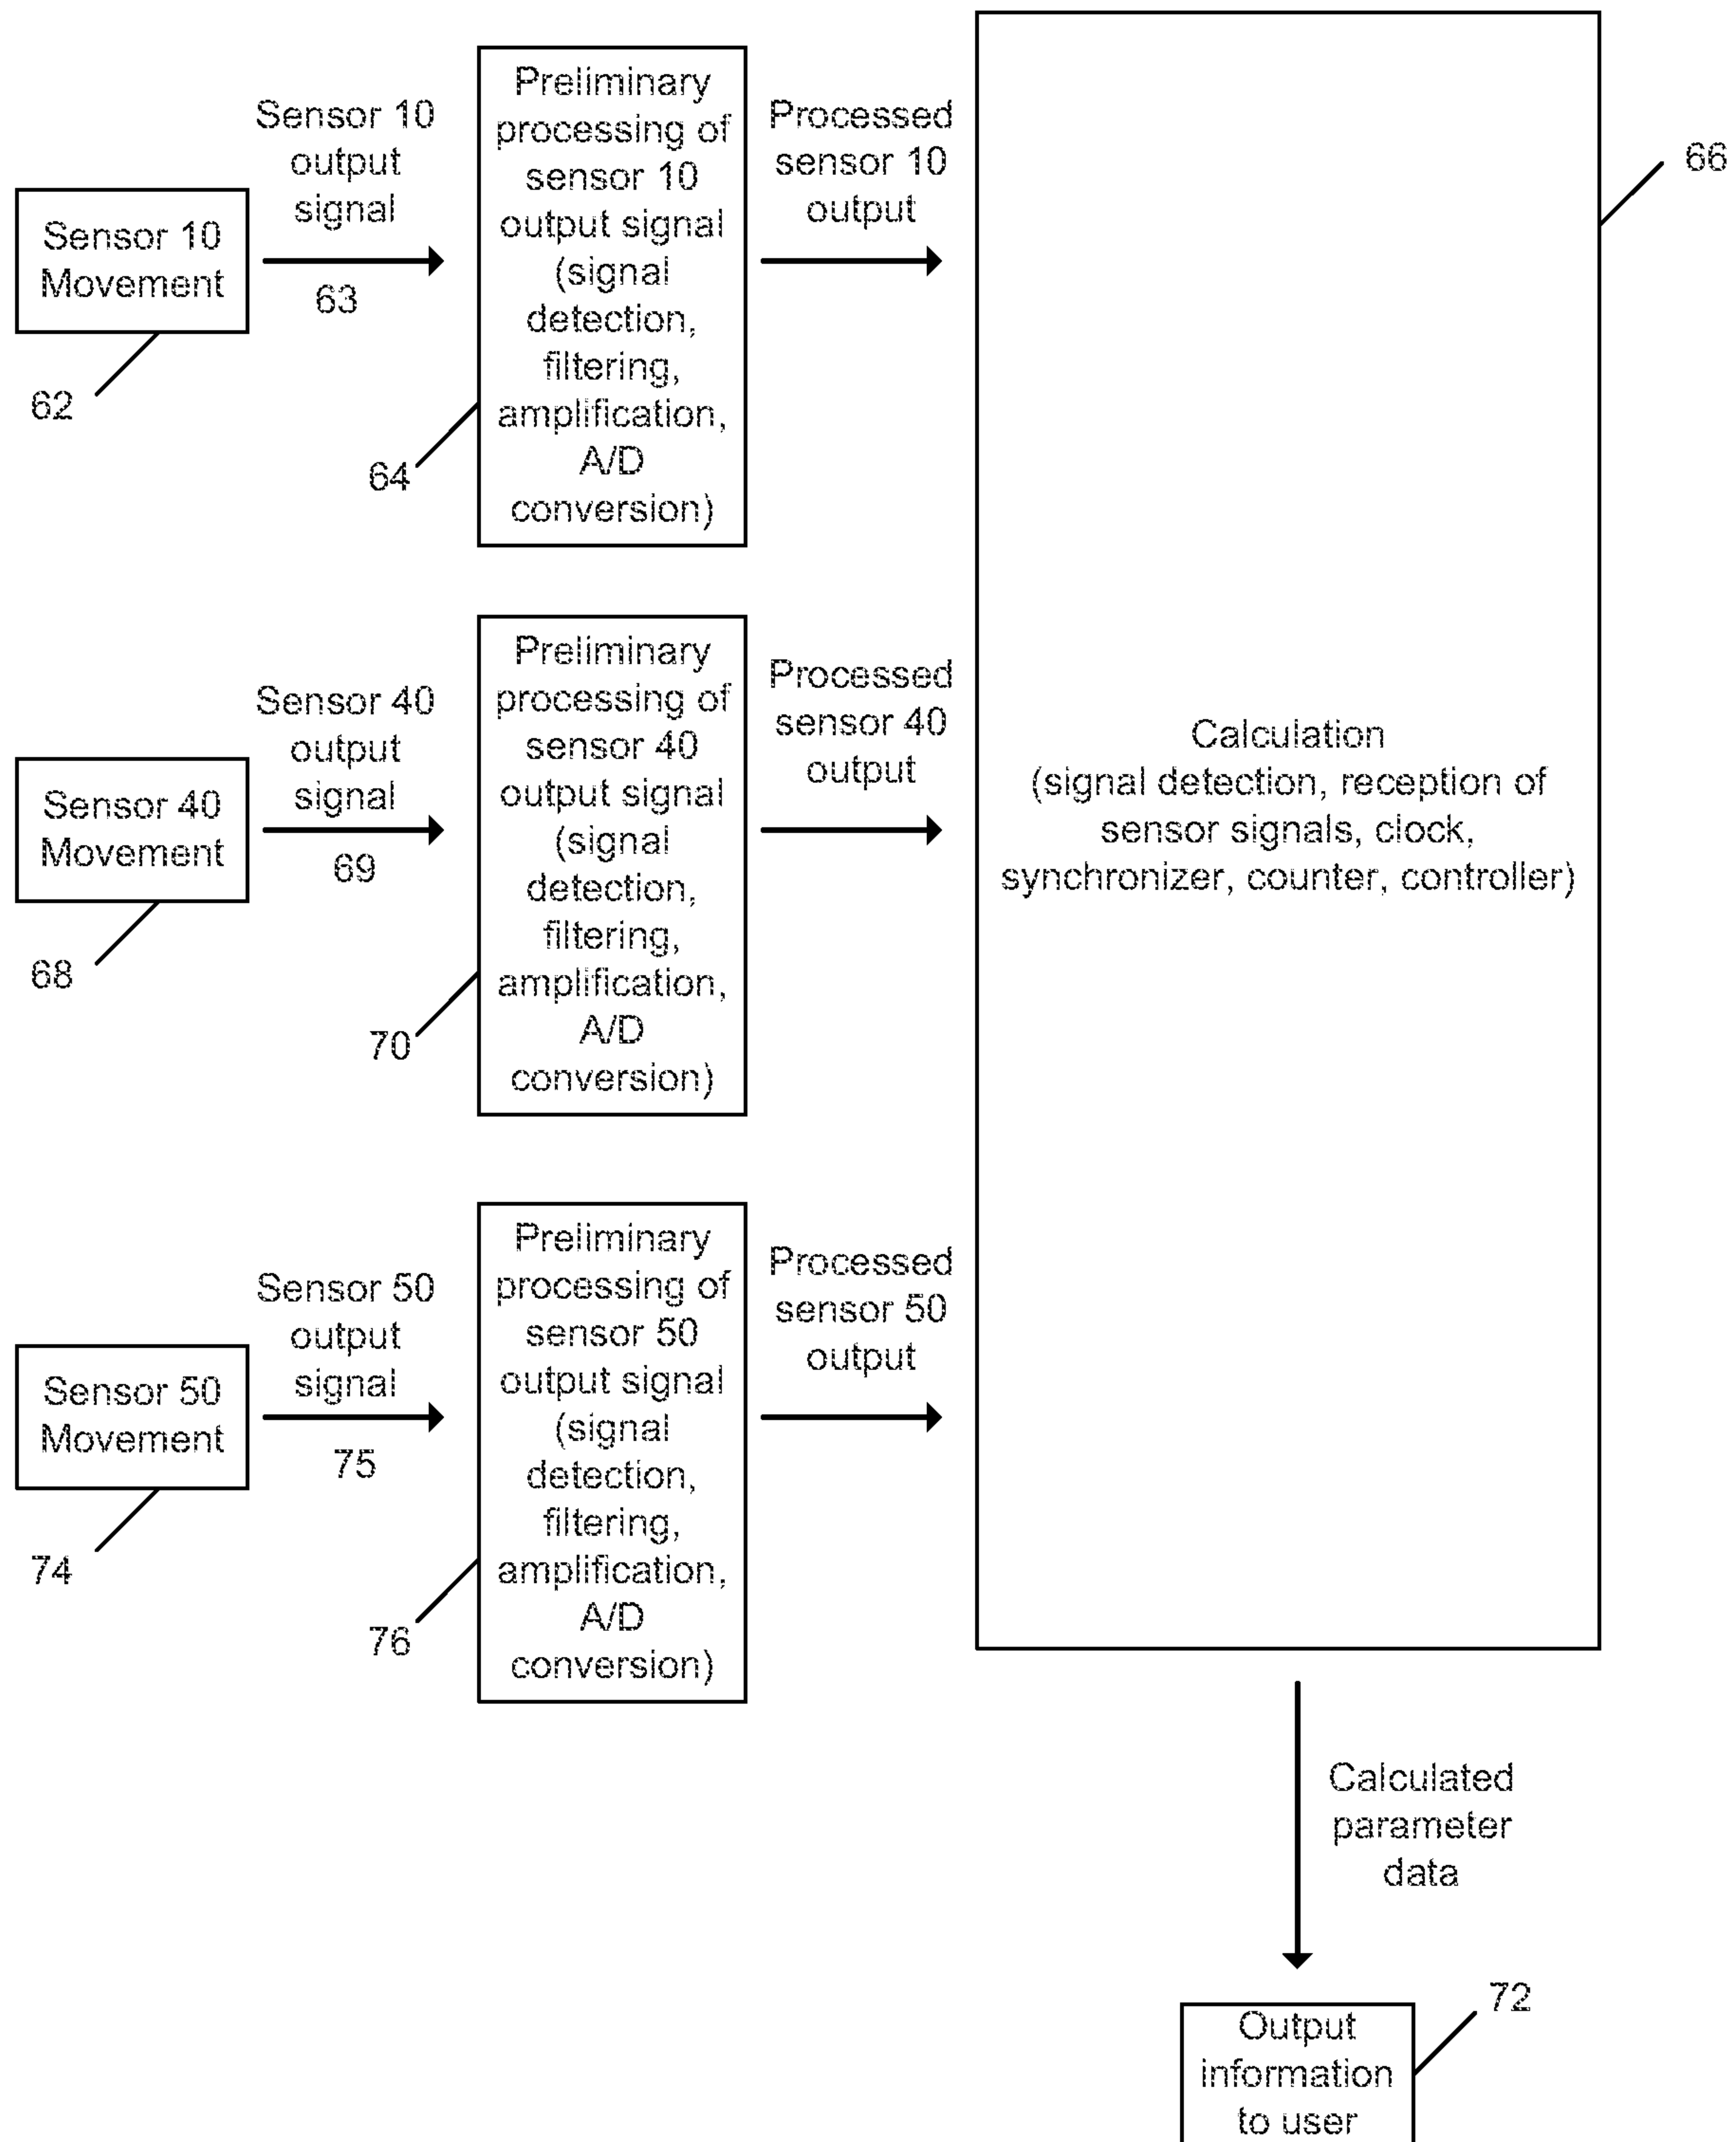 Sensor 10
Movement
62
Sensor 10
output
signal
63
Preliminary
processing of
sensor 10
output signal
(signal
detection,
filtering,
amplification,
A/D
conversion)
64
Processed
sensor 10
output
66
Sensor 40
Movement
68
Sensor 40
output
signal
69
Preliminary
processing of
sensor 40
output signal
(signal
detection,
filtering,
amplification,
A/D
conversion)
70
Processed
sensor 40
output
Calculation
(signal detection, reception of
sensor signals, clock,
synchronizer, counter, controller)
Sensor 50
Movement
74
Sensor 50
output
signal
75
Preliminary
processing of
sensor 50
output signal
(signal
detection,
filtering,
amplification,
A/D
conversion)
76
Processed
sensor 50
output
Calculated
parameter
data
72
Output
information
to user